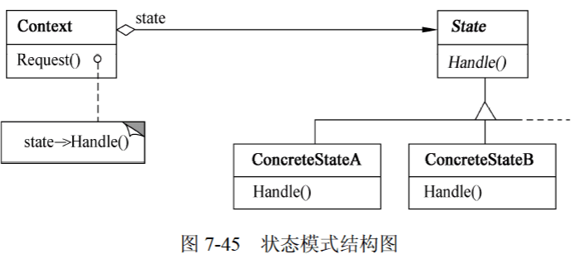 Context
state
State
Request()
Handle()
state->Handle()
ConcreteStateA
ConcreteStateB
Handle()
Handle()
图 7-45 状态模式结构图